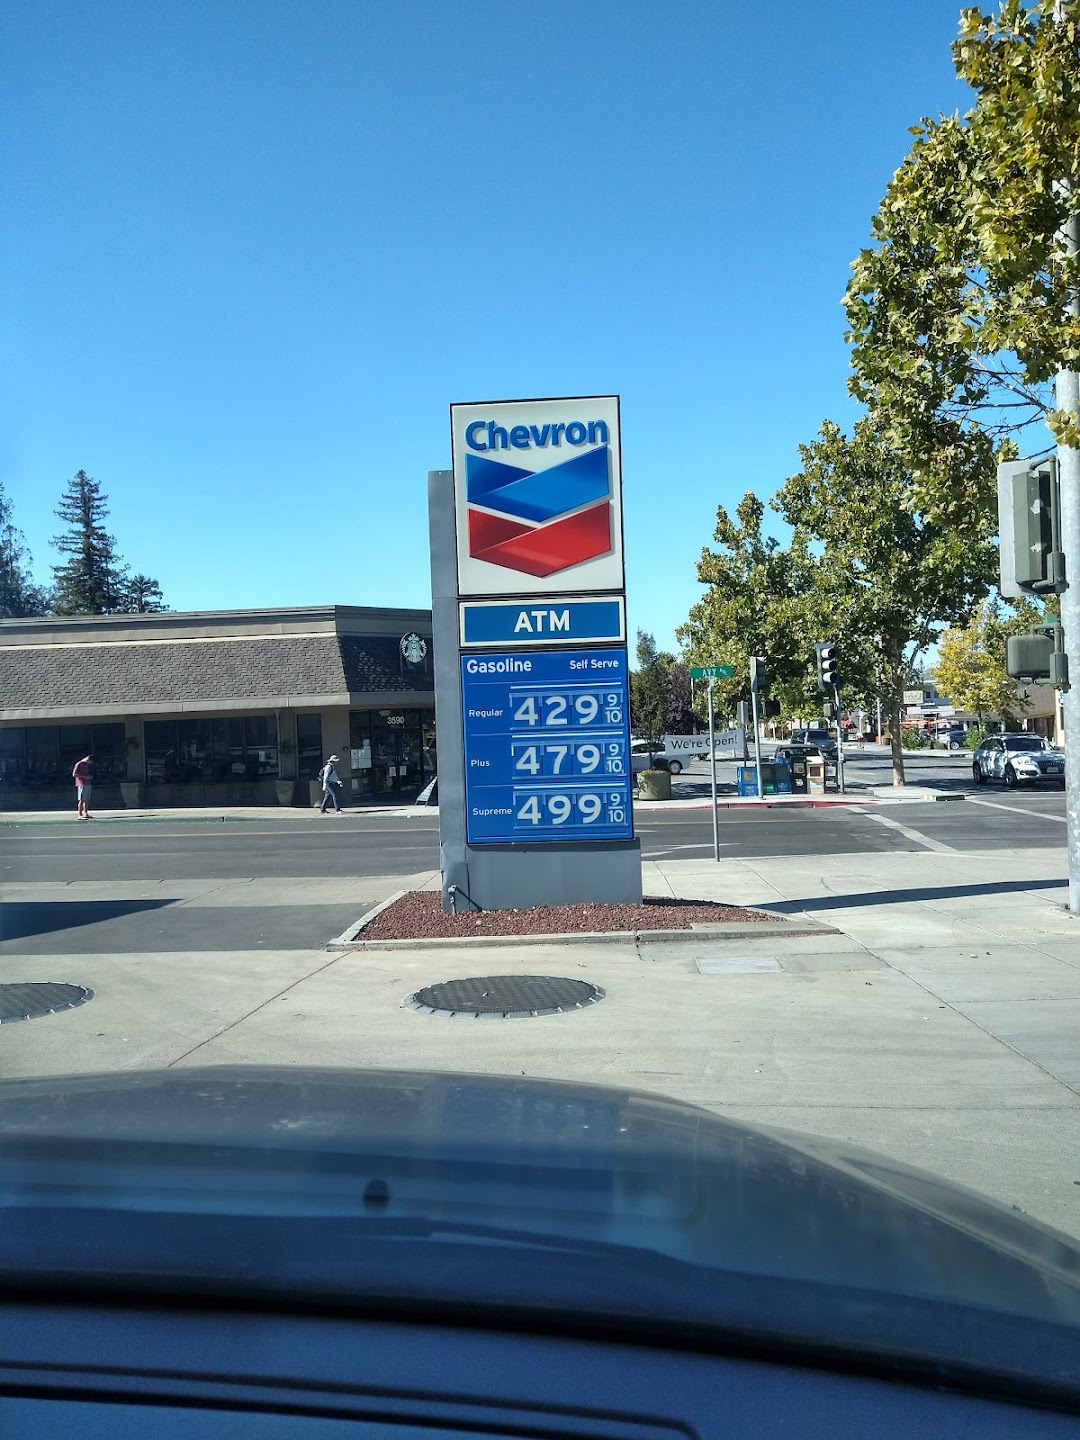 Chevron
ATM
Gasoline Self Serve
Regular 429 9/10
Plus 479 9/10
Supreme 499 9/10
3590
AVY
We're Open!